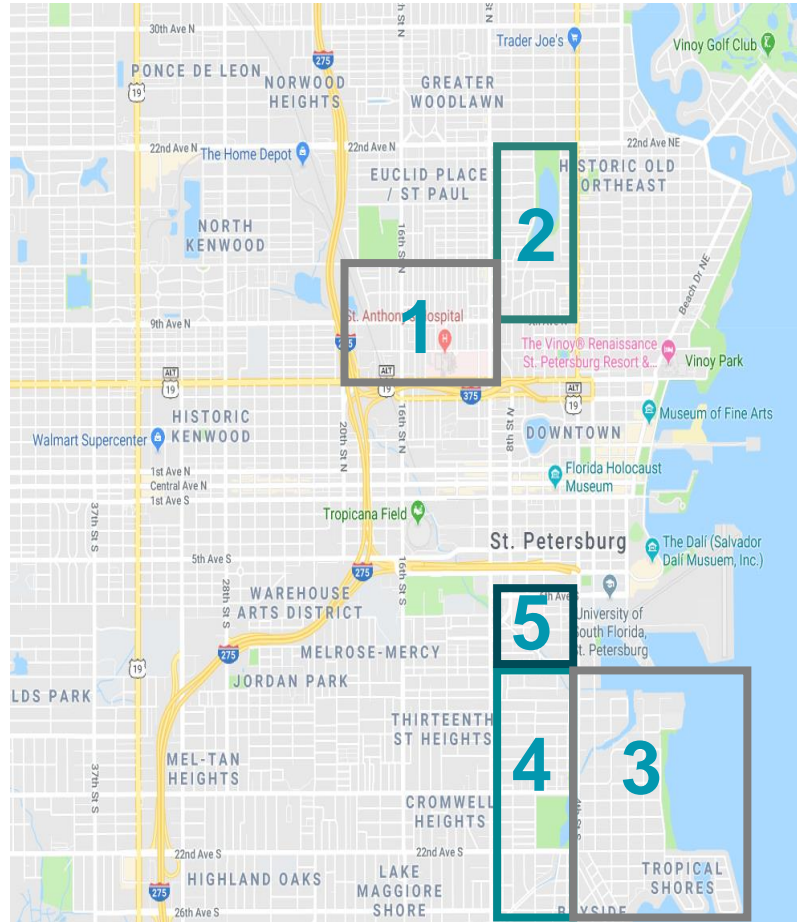 30th Ave N
Trader Joe's
Vinoy Golf Club
275
PONCE DE LEON
NORWOOD
HEIGHTS
GREATER
WOODLAWN
19
22nd Ave N
The Home Depot
22nd Ave N
22nd Ave NE
EUCLID PLACE
/ ST PAUL
STORIC OLD
ORTHEAST
NORTH
KENWOOD
16th St N
2
Beach Dr NE
1
St. Anthony's Hospital
9th Ave N
275
The Vinoy® Renaissance
St. Petersburg Resort &...
Vinoy Park
ALT
19
ALT
19
375
ALT
19
HISTORIC
KENWOOD
Walmart Supercenter
20th St N
16th St N
8th St N
DOWNTOWN
Museum of Fine Arts
1st Ave N
Central Ave N
1st Ave S
Florida Holocaust
Museum
37th St S
Tropicana Field
St. Petersburg
The Dalí (Salvador
Dalí Musuem, Inc.)
5th Ave S
275
16th St S
28th St S
WAREHOUSE
ARTS DISTRICT
5
University of
South Florida,
St. Petersburg
275
MELROSE-MERCY
19
JORDAN PARK
LDS PARK
THIRTEENTH
ST HEIGHTS
4
3
MEL-TAN
HEIGHTS
37th St S
CROMWELL
HEIGHTS
4th St S
22nd Ave S
22nd Ave S
HIGHLAND OAKS
LAKE
MAGGIORE
SHORE
TROPICAL
SHORES
275
26th Ave S